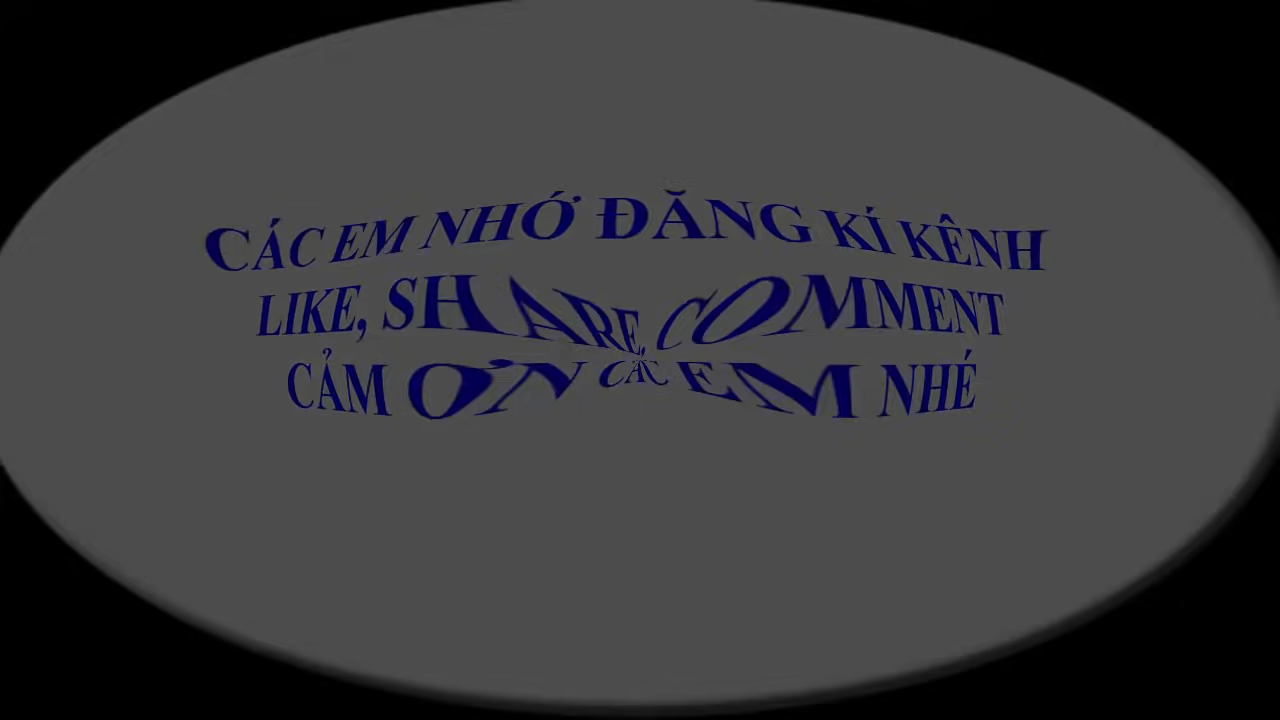 CÁC EM NHỚ ĐĂNG KÍ KÊNH
LIKE, SHARE, COMMENT
CẢM ƠN CÁC EM NHÉ